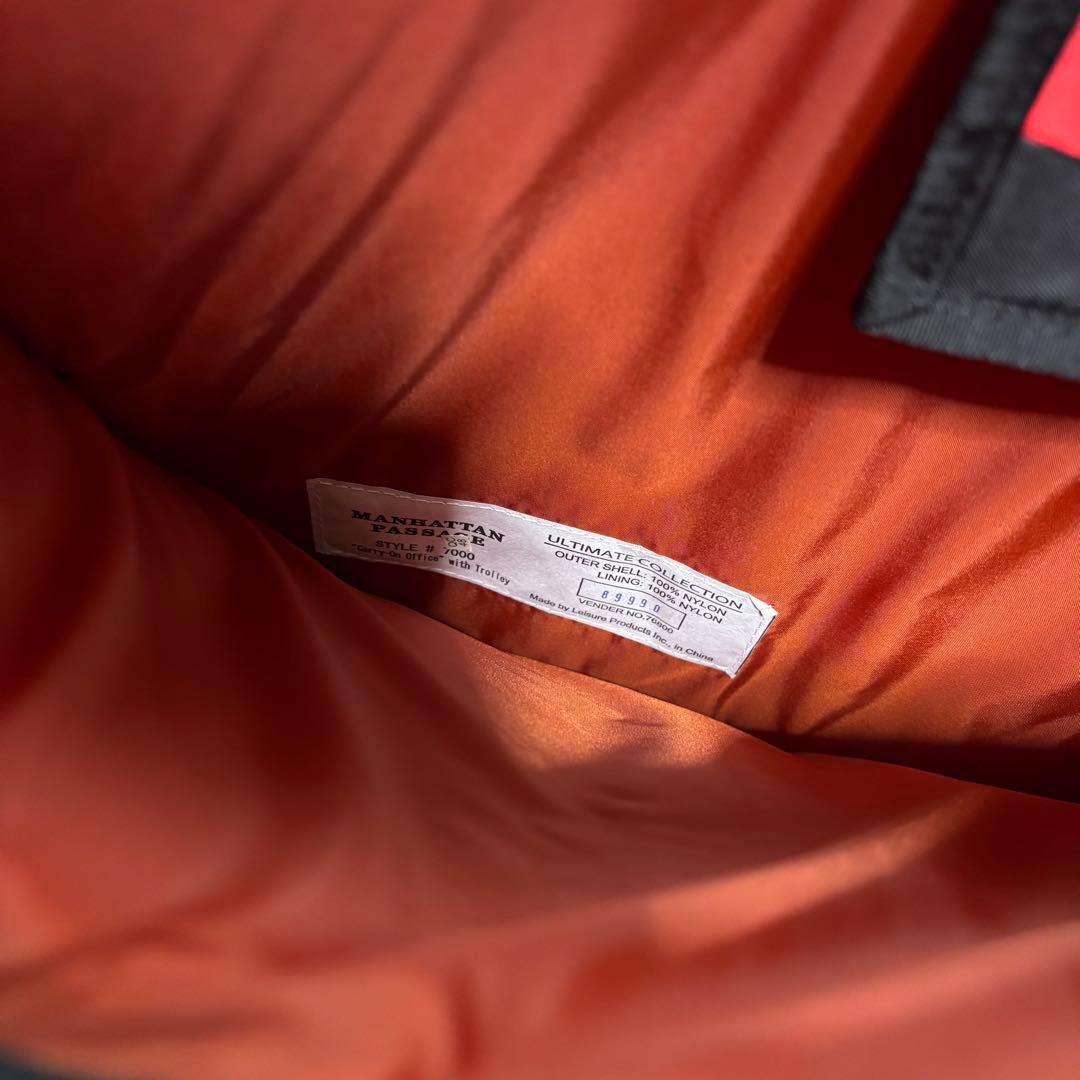 MANHATTAN
PASSAGE
STYLE # 7000
"Carry-On Office" with Trolley
ULTIMATE COLLECTION
OUTER SHELL: 100% NYLON
LINING: 100% NYLON
89990
VENDER NO.76800
Made by Leisure Products Inc., in China